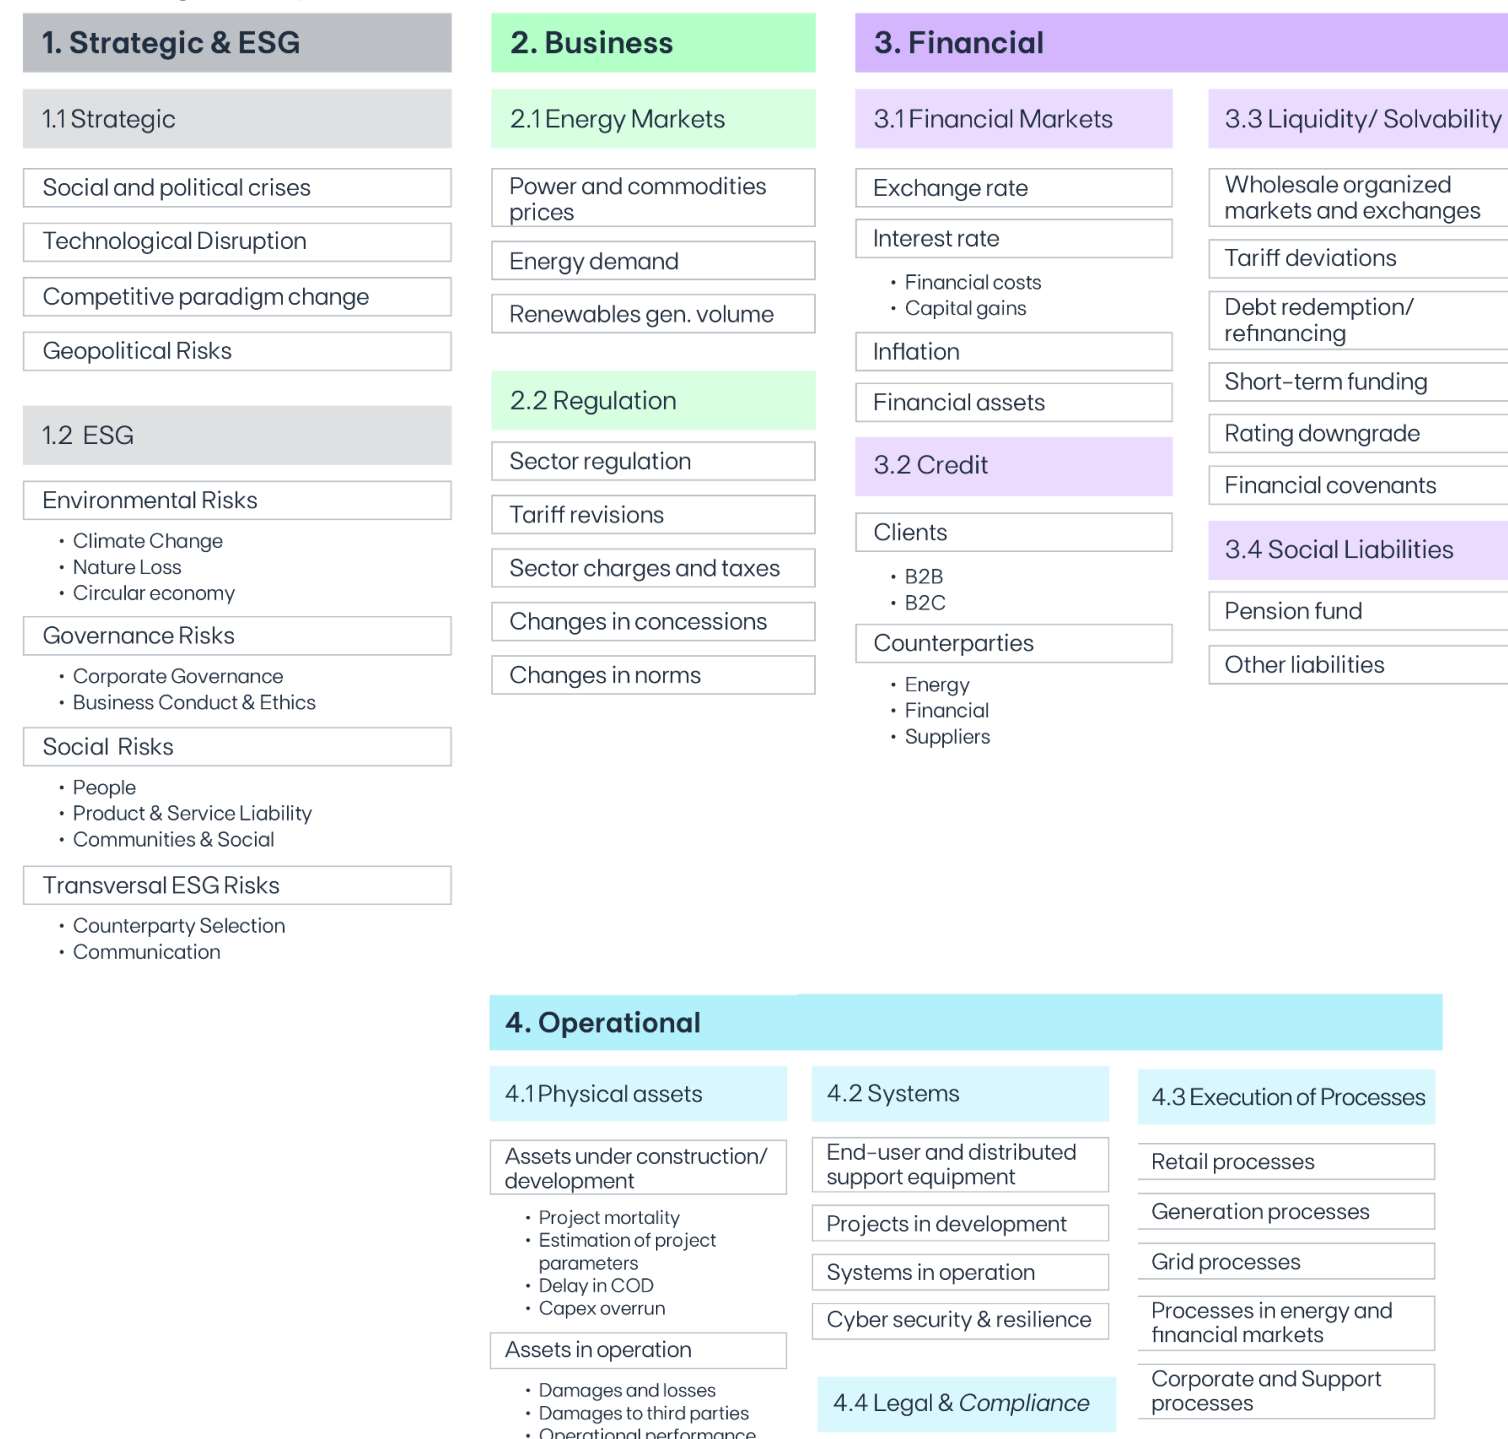 1. Strategic & ESG
1.1 Strategic
Social and political crises
Technological Disruption
Competitive paradigm change
Geopolitical Risks
1.2 ESG
Environmental Risks
• Climate Change
• Nature Loss
• Circular economy
Governance Risks
• Corporate Governance
• Business Conduct & Ethics
Social Risks
• People
• Product & Service Liability
• Communities & Social
Transversal ESG Risks
• Counterparty Selection
• Communication
2. Business
2.1 Energy Markets
Power and commodities
prices
Energy demand
Renewables gen. volume
2.2 Regulation
Sector regulation
Tariff revisions
Sector charges and taxes
Changes in concessions
Changes in norms
3. Financial
3.1 Financial Markets
Exchange rate
Interest rate
• Financial costs
• Capital gains
Inflation
Financial assets
3.2 Credit
Clients
• B2B
• B2C
Counterparties
• Energy
• Financial
• Suppliers
3.3 Liquidity/ Solvability
Wholesale organized
markets and exchanges
Tariff deviations
Debt redemption/
refinancing
Short-term funding
Rating downgrade
Financial covenants
3.4 Social Liabilities
Pension fund
Other liabilities
4. Operational
4.1 Physical assets
Assets under construction/
development
• Project mortality
• Estimation of project
parameters
• Delay in COD
• Capex overrun
Assets in operation
• Damages and losses
• Damages to third parties
• Operational performance
4.2 Systems
End-user and distributed
support equipment
Projects in development
Systems in operation
Cyber security & resilience
4.4 Legal & Compliance
4.3 Execution of Processes
Retail processes
Generation processes
Grid processes
Processes in energy and
financial markets
Corporate and Support
processes